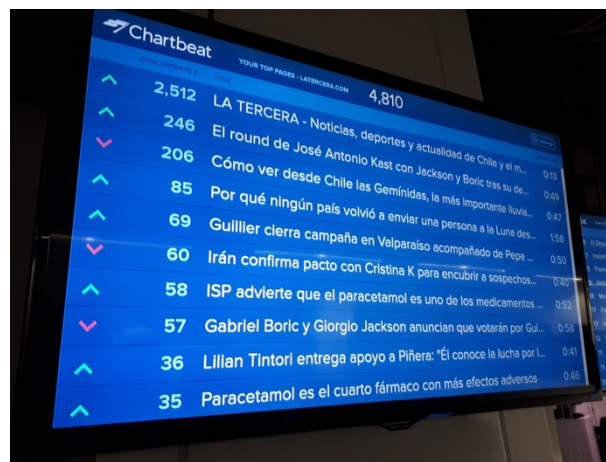 Chartbeat
YOUR TOP PAGES - LATERCERA.COM
4,810
CONCURRENTS TITLE
2,512 LA TERCERA - Noticias, deportes y actualidad de Chile y el m... 0:13
246 El round de José Antonio Kast con Jackson y Boric tras su de... 0:49
206 Cómo ver desde Chile las Gemínidas, la más importante lluvia... 0:47
85 Por qué ningún país volvió a enviar una persona a la Luna des... 1:58
69 Guillier cierra campaña en Valparaíso acompañado de Pepe ... 0:50
60 Irán confirma pacto con Cristina K para encubrir a sospechos... 0:40
58 ISP advierte que el paracetamol es uno de los medicamentos ... 0:52
57 Gabriel Boric y Giorgio Jackson anuncian que votarán por Gui... 0:58
36 Lilian Tintori entrega apoyo a Piñera: "Él conoce la lucha por l... 0:41
35 Paracetamol es el cuarto fármaco con más efectos adversos 0:46